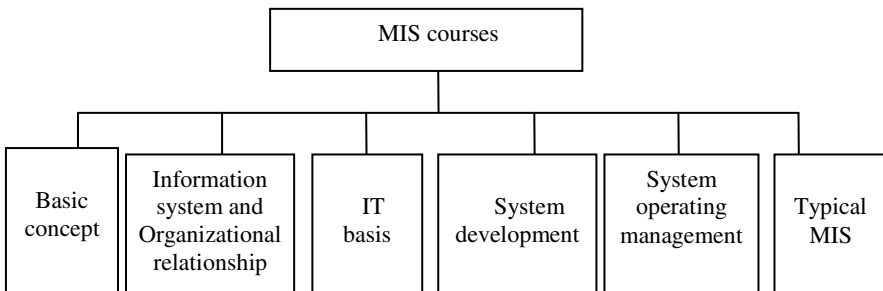 MIS courses
Basic
concept
Information
system and
Organizational
relationship
IT
basis
System
development
System
operating
management
Typical
MIS